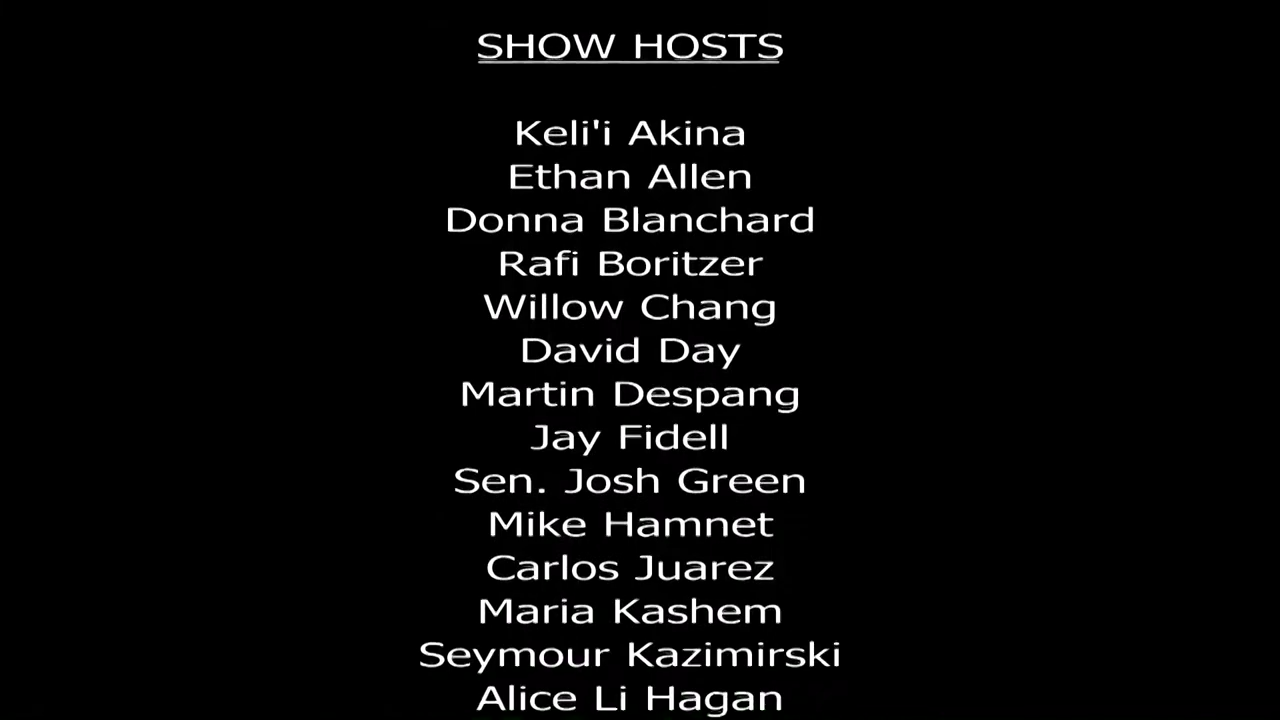 SHOW HOSTS
Keli'i Akina
Ethan Allen
Donna Blanchard
Rafi Boritzer
Willow Chang
David Day
Martin Despang
Jay Fidell
Sen. Josh Green
Mike Hamnet
Carlos Juarez
Maria Kashem
Seymour Kazimirski
Alice Li Hagan